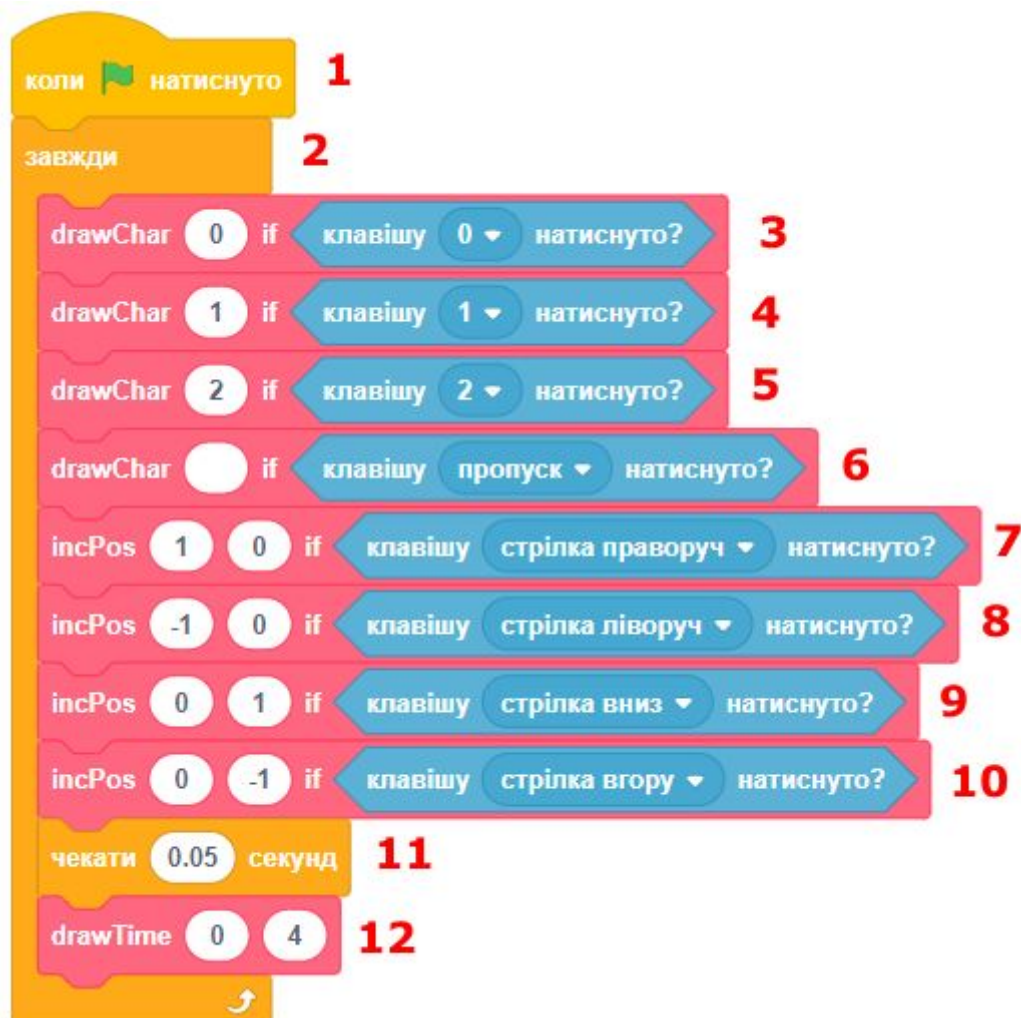 коли натиснуто 1
завжди 2
drawChar 0 if клавішу 0 натиснуто? 3
drawChar 1 if клавішу 1 натиснуто? 4
drawChar 2 if клавішу 2 натиснуто? 5
drawChar if клавішу пропуск натиснуто? 6
incPos 1 0 if клавішу стрілка праворуч натиснуто? 7
incPos -1 0 if клавішу стрілка ліворуч натиснуто? 8
incPos 0 1 if клавішу стрілка вниз натиснуто? 9
incPos 0 -1 if клавішу стрілка вгору натиснуто? 10
чекати 0.05 секунд 11
drawTime 0 4 12